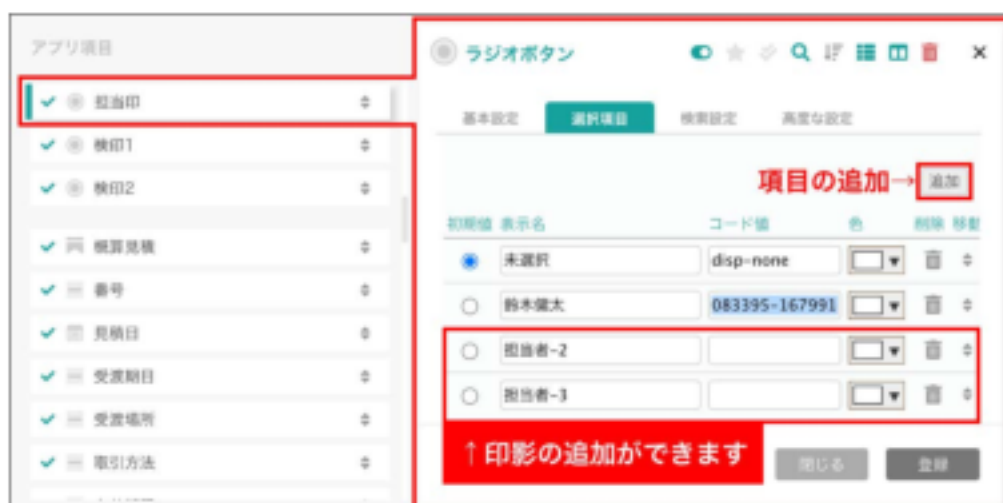 アプリ項目
担当印
検印1
検印2
概算見積
番号
見積日
受渡期日
受渡場所
取引方法
ラジオボタン
基本設定 選択項目 検索設定 高度な設定
項目の追加→ 追加
初期値 表示名 コード値 色 削除 移動
未選択 disp-none
鈴木健太 083395-167991
担当者-2
担当者-3
↑印影の追加ができます
閉じる 登録